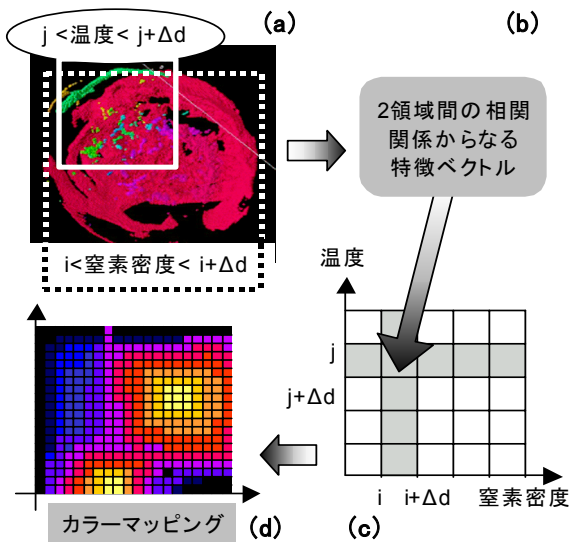 j <温度< j+Δd
(a)
(b)
2領域間の相関
関係からなる
特徴ベクトル
i<窒素密度< i+Δd
温度
j
j+Δd
i
i+Δd
窒素密度
カラーマッピング
(d)
(c)